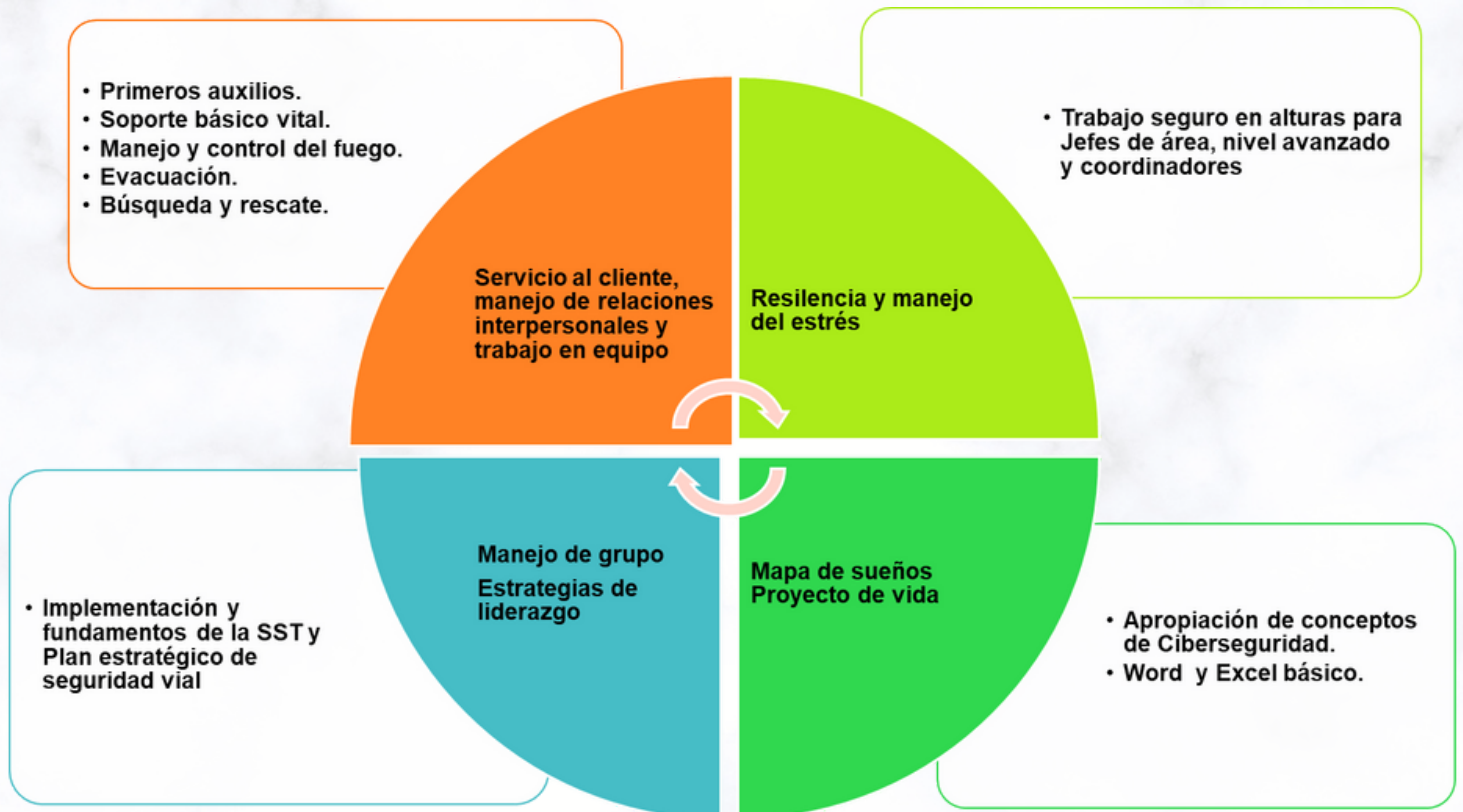 • Primeros auxilios.
• Soporte básico vital.
• Manejo y control del fuego.
• Evacuación.
• Búsqueda y rescate.
• Trabajo seguro en alturas para
Jefes de área, nivel avanzado
y coordinadores
Servicio al cliente,
manejo de relaciones
interpersonales y
trabajo en equipo
Resilencia y manejo
del estrés
Manejo de grupo
Estrategias de
liderazgo
Mapa de sueños
Proyecto de vida
• Implementación y
fundamentos de la SST y
Plan estratégico de
seguridad vial
• Apropiación de conceptos
de Ciberseguridad.
• Word y Excel básico.